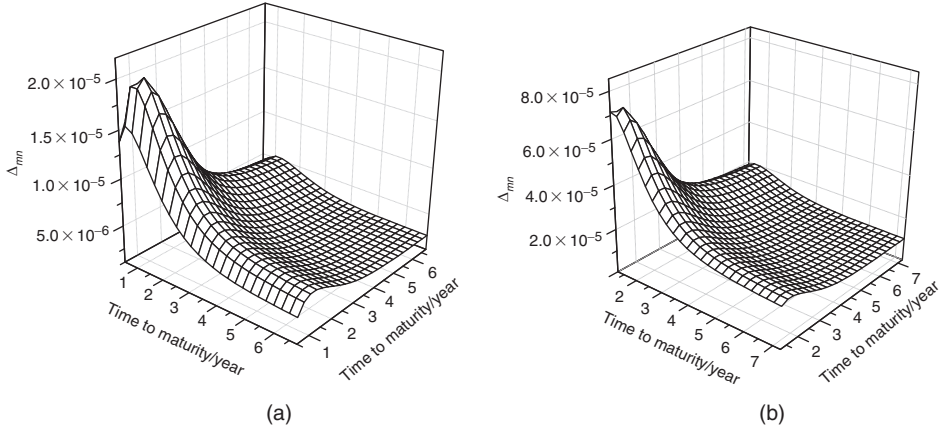 2.0 × 10⁻⁵
1.5 × 10⁻⁵
1.0 × 10⁻⁵
5.0 × 10⁻⁶
Δmn
1 2 3 4 5 6
Time to maturity/year
1 2 3 4 5 6
Time to maturity/year
(a)
8.0 × 10⁻⁵
6.0 × 10⁻⁵
4.0 × 10⁻⁵
2.0 × 10⁻⁵
Δmn
2 3 4 5 6 7
Time to maturity/year
2 3 4 5 6 7
Time to maturity/year
(b)